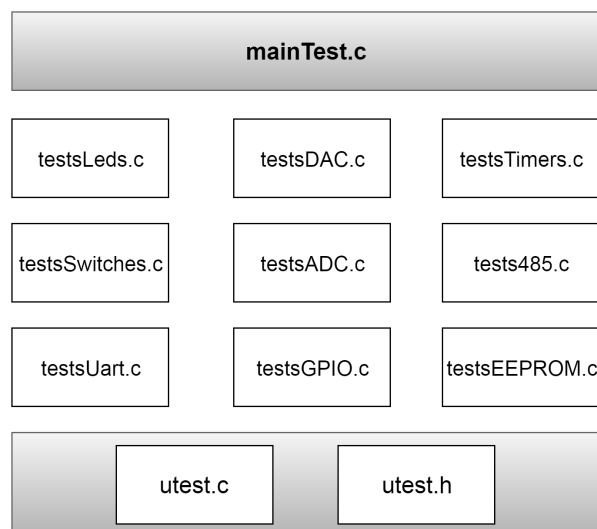 mainTest.c
testsLeds.c
testsDAC.c
testsTimers.c
testsSwitches.c
testsADC.c
tests485.c
testsUart.c
testsGPIO.c
testsEEPROM.c
utest.c
utest.h